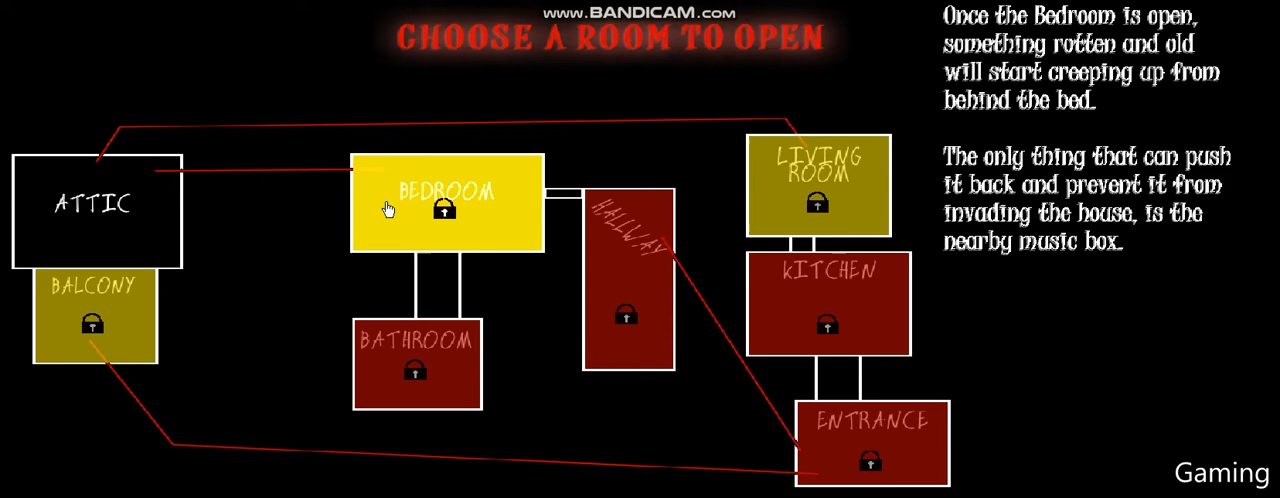 www.BANDICAM.com
CHOOSE A ROOM TO OPEN
Once the Bedroom is open,
something rotten and old
will start creeping up from
behind the bed.
The only thing that can push
it back and prevent it from
invading the house, is the
nearby music box.
ATTIC
BEDROOM
HALLWAY
LIVING
ROOM
BALCONY
KITCHEN
BATHROOM
ENTRANCE
Gaming